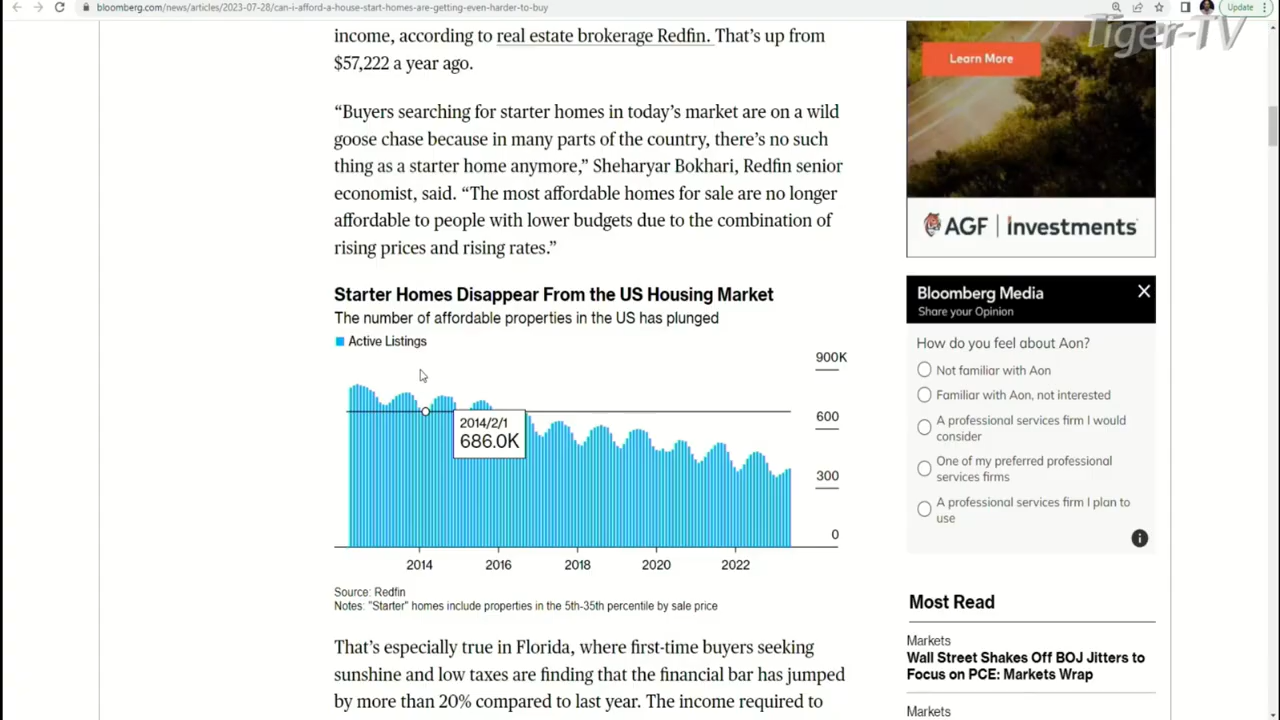 bloomberg.com/news/articles/2023-07-28/can-i-afford-a-house-start-homes-are-getting-even-harder-to-buy
Update
Tiger-TV
income, according to real estate brokerage Redfin. That’s up from
$57,222 a year ago.
“Buyers searching for starter homes in today’s market are on a wild
goose chase because in many parts of the country, there’s no such
thing as a starter home anymore,” Sheharyar Bokhari, Redfin senior
economist, said. “The most affordable homes for sale are no longer
affordable to people with lower budgets due to the combination of
rising prices and rising rates.”
Starter Homes Disappear From the US Housing Market
The number of affordable properties in the US has plunged
Active Listings
900K
600
300
0
2014/2/1
686.0K
2014 2016 2018 2020 2022
Source: Redfin
Notes: "Starter" homes include properties in the 5th-35th percentile by sale price
That’s especially true in Florida, where first-time buyers seeking
sunshine and low taxes are finding that the financial bar has jumped
by more than 20% compared to last year. The income required to
Learn More
AGF | Investments
Bloomberg Media
Share your Opinion
How do you feel about Aon?
Not familiar with Aon
Familiar with Aon, not interested
A professional services firm I would
consider
One of my preferred professional
services firms
A professional services firm I plan to
use
Most Read
Markets
Wall Street Shakes Off BOJ Jitters to
Focus on PCE: Markets Wrap
Markets